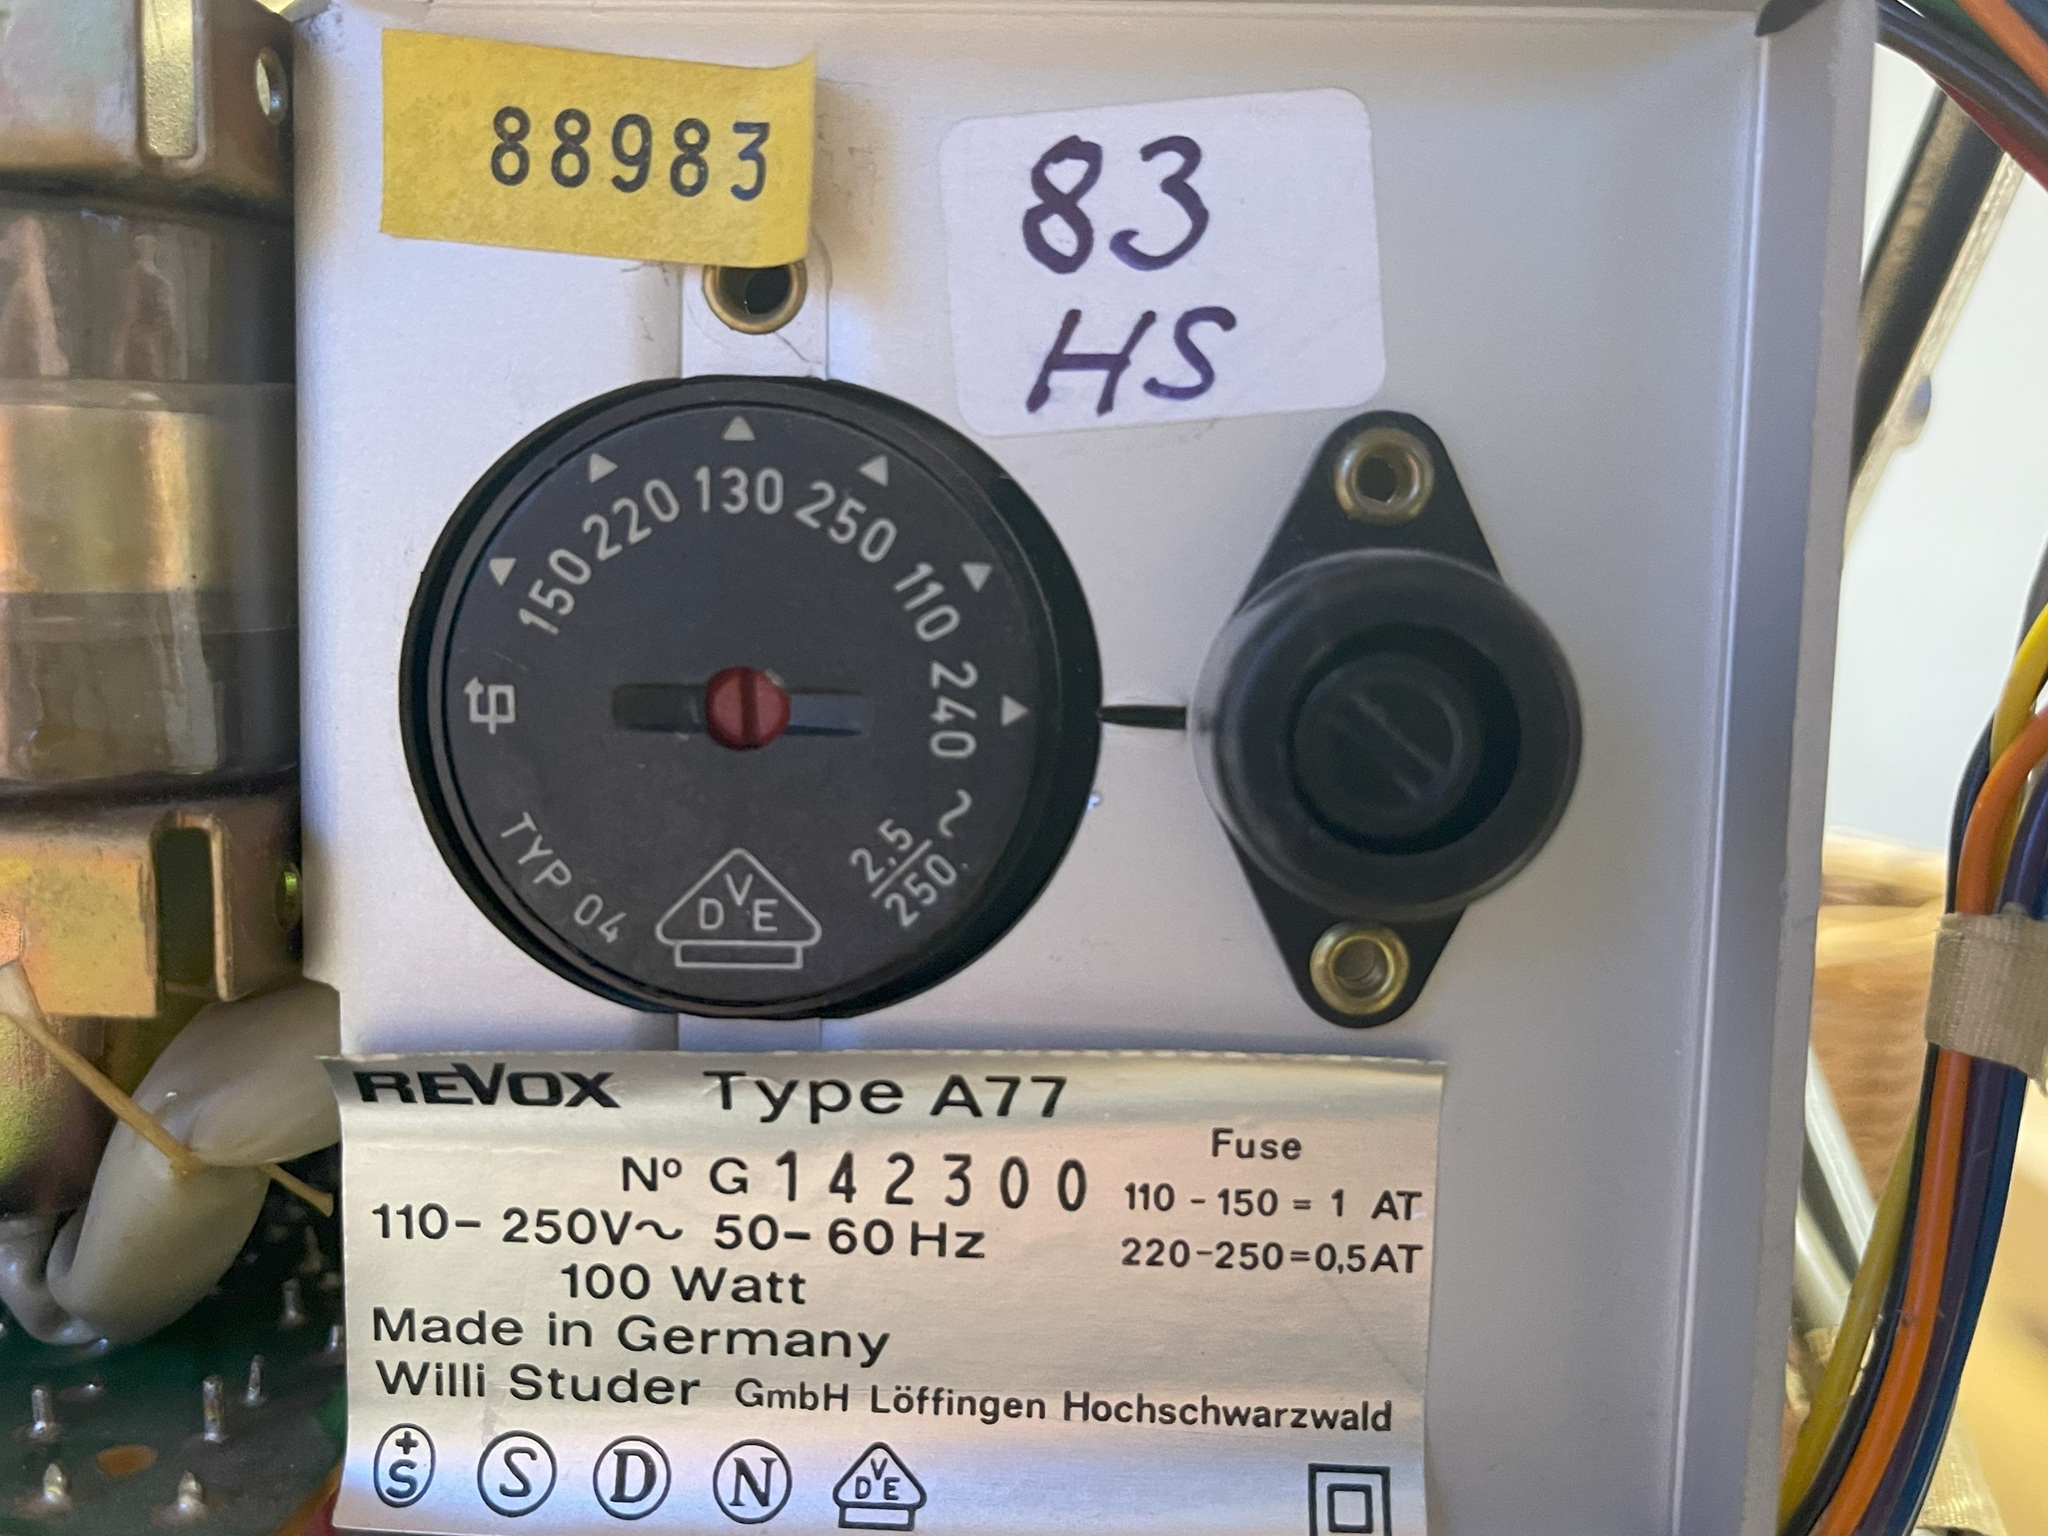 88983
83
HS
150 220 130 250 110 240 ~
TYP 04
DVE
2.5/250
REVOX Type A77
Nº G 142300
110-250V~ 50-60 Hz
100 Watt
Fuse
110-150=1 AT
220-250=0,5AT
Made in Germany
Willi Studer GmbH Löffingen Hochschwarzwald
+S S D N DVE